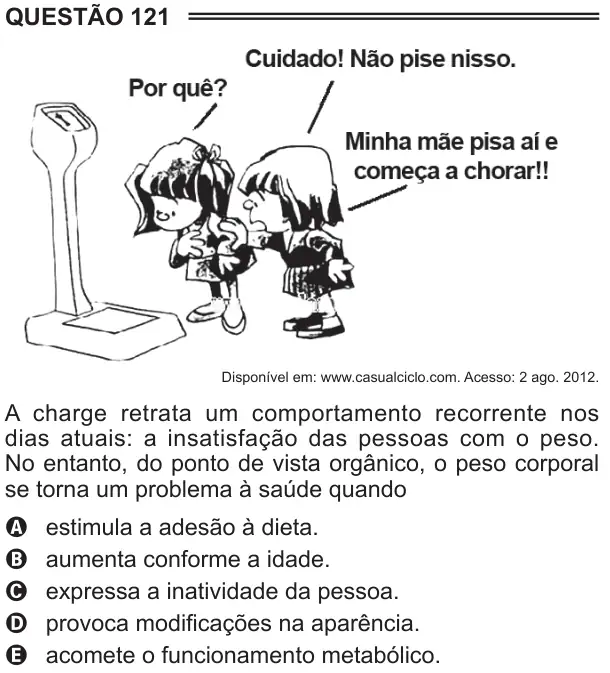 QUESTÃO 121
Cuidado! Não pise nisso.
Por quê?
Minha mãe pisa aí e
começa a chorar!!
Disponível em: www.casualciclo.com. Acesso: 2 ago. 2012.
A charge retrata um comportamento recorrente nos
dias atuais: a insatisfação das pessoas com o peso.
No entanto, do ponto de vista orgânico, o peso corporal
se torna um problema à saúde quando
A estimula a adesão à dieta.
B aumenta conforme a idade.
C expressa a inatividade da pessoa.
D provoca modificações na aparência.
E acomete o funcionamento metabólico.